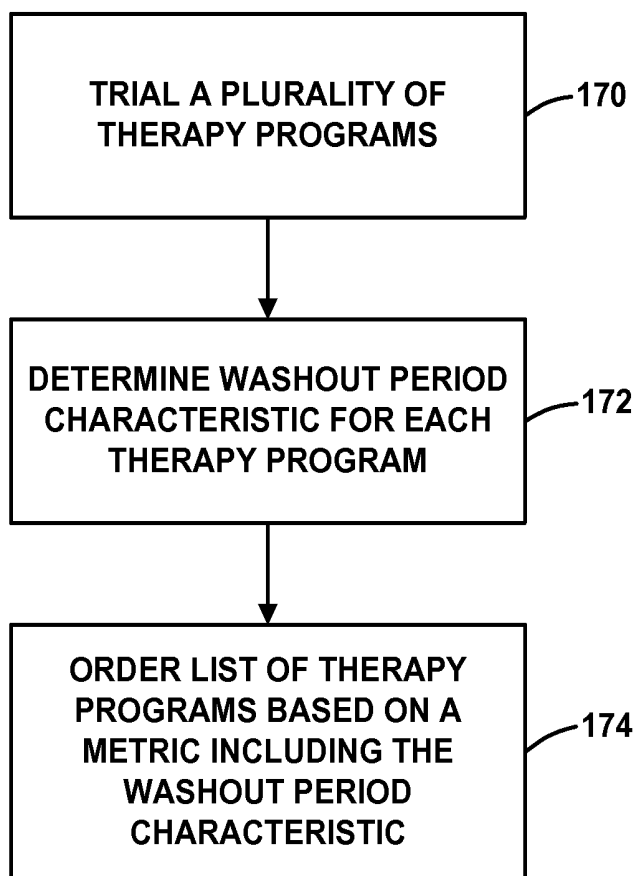 TRIAL A PLURALITY OF
THERAPY PROGRAMS
170
DETERMINE WASHOUT PERIOD
CHARACTERISTIC FOR EACH
THERAPY PROGRAM
172
ORDER LIST OF THERAPY
PROGRAMS BASED ON A
METRIC INCLUDING THE
WASHOUT PERIOD
CHARACTERISTIC
174